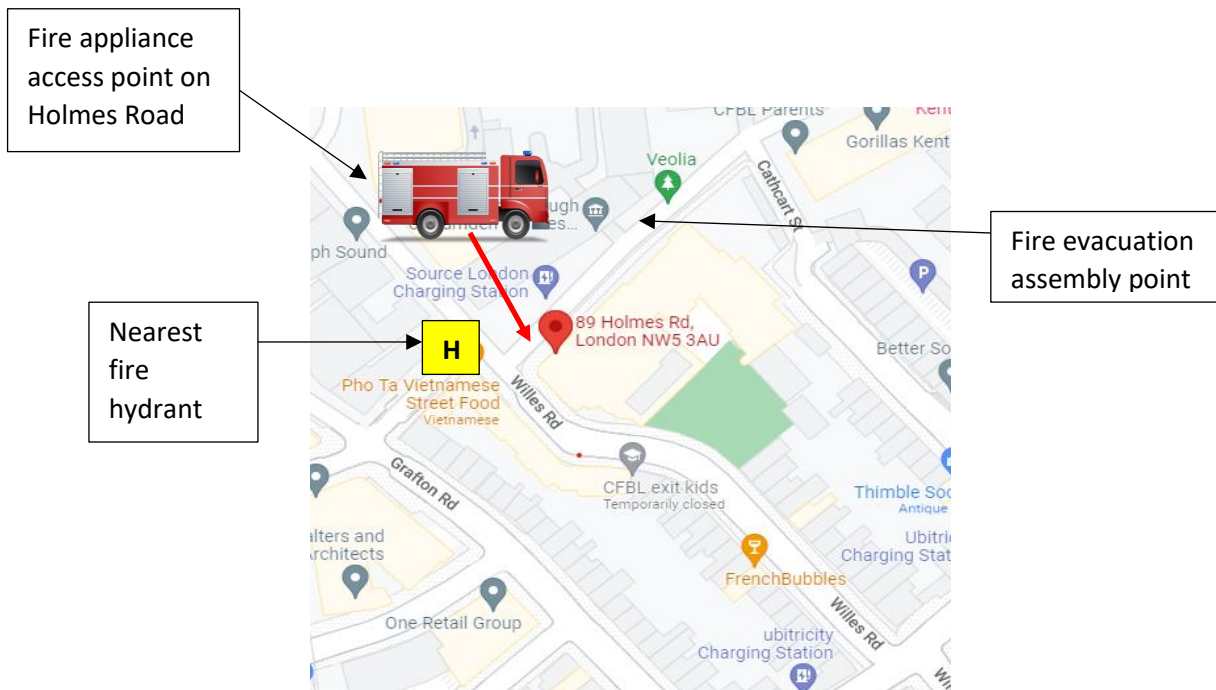 Fire appliance
access point on
Holmes Road
CFBL Parents
Gorillas Kent
Veolia
Cathcart St
ph Sound
Fire evacuation
assembly point
Source London
Charging Station
P
89 Holmes Rd,
London NW5 3AU
Nearest
fire
hydrant
H
Better So
Pho Ta Vietnamese
Street Food
Vietnamese
Willes Rd
Grafton Rd
CFBL exit kids
Temporarily closed
Thimble Soc
Antique
alters and
Architects
Ubitric
Charging Stat
FrenchBubbles
One Retail Group
Willes Rd
ubitricity
Charging Station